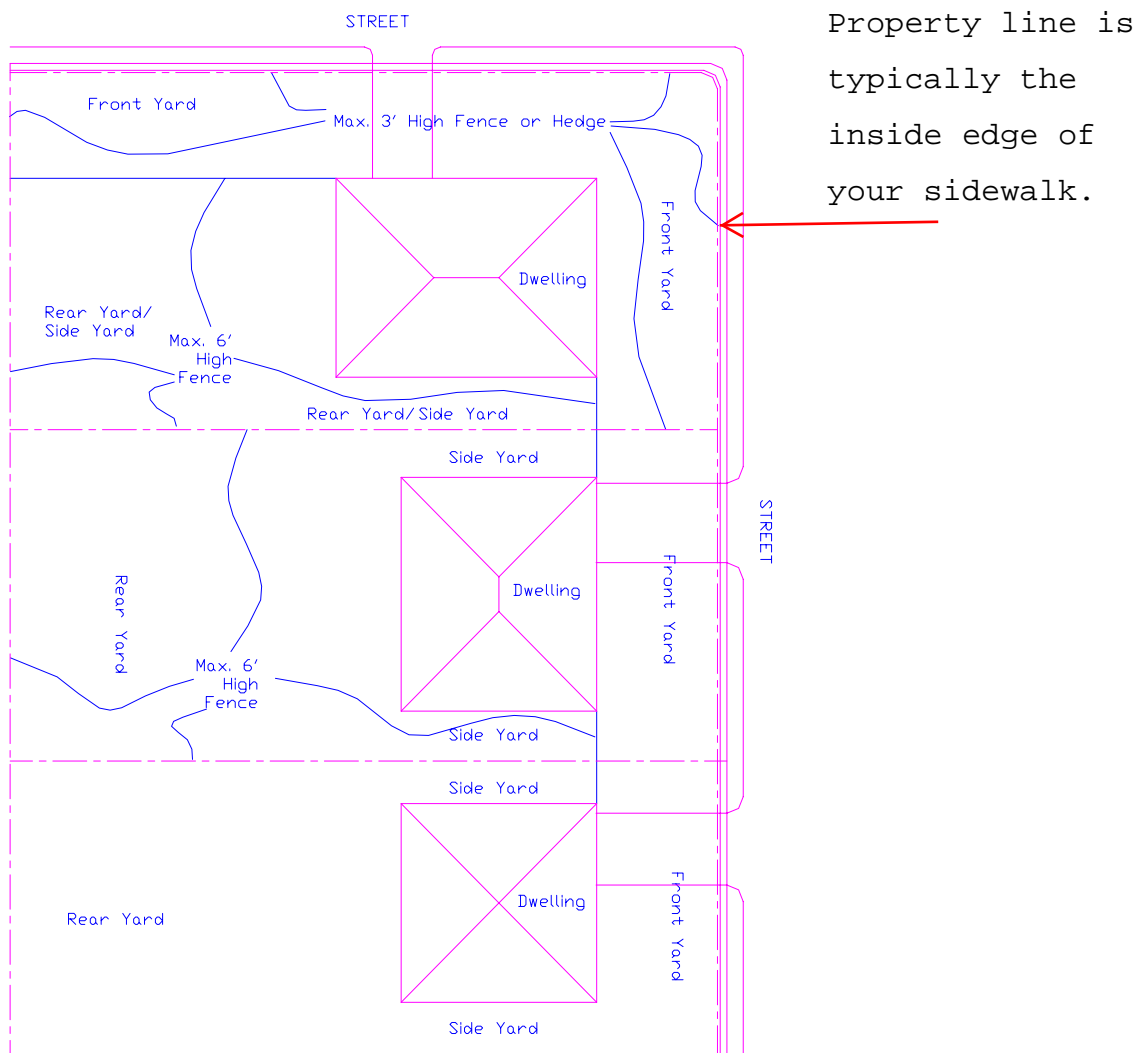 STREET
Property line is
typically the
inside edge of
your sidewalk.
Front Yard
Max. 3' High Fence or Hedge
Front Yard
Dwelling
Rear Yard/
Side Yard
Max. 6'
High
Fence
Rear Yard/Side Yard
Side Yard
STREET
Rear Yard
Dwelling
Front Yard
Max. 6'
High
Fence
Side Yard
Side Yard
Front Yard
Dwelling
Rear Yard
Side Yard